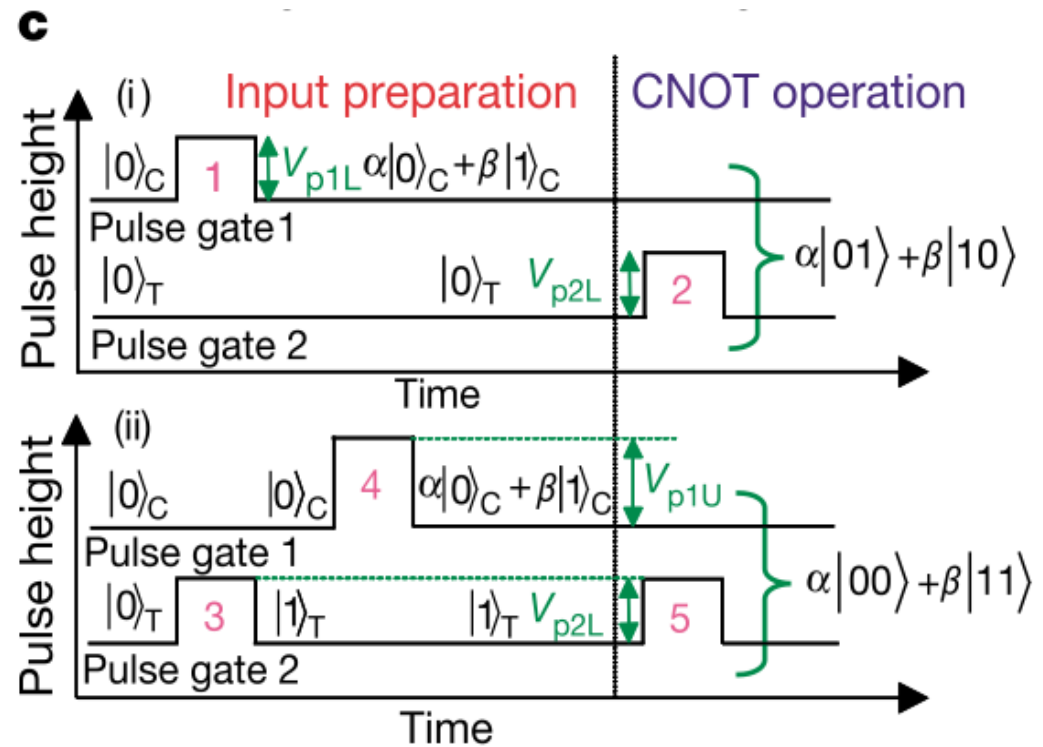 c
(i) Input preparation CNOT operation
Pulse height
|0⟩C 1 Vp1L α|0⟩C+β|1⟩C
Pulse gate1
α|01⟩+β|10⟩
|0⟩T |0⟩T Vp2L 2
Pulse gate 2
Time
(ii)
Pulse height
|0⟩C |0⟩C 4 α|0⟩C+β|1⟩C Vp1U
Pulse gate 1
α|00⟩+β|11⟩
|0⟩T 3 |1⟩T |1⟩T Vp2L 5
Pulse gate 2
Time